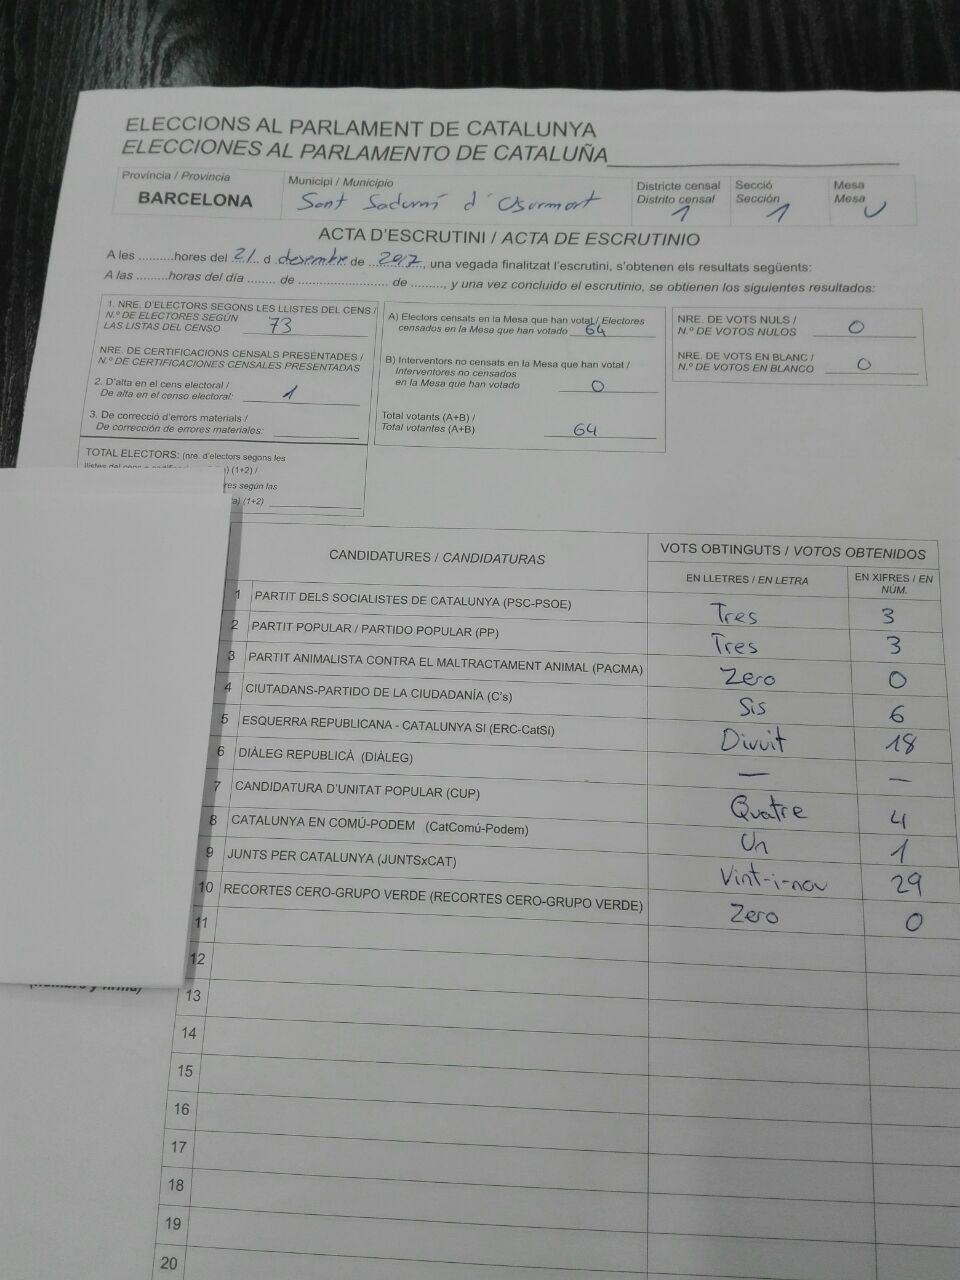 ELECCIONS AL PARLAMENT DE CATALUNYA
ELECCIONES AL PARLAMENTO DE CATALUÑA
Província / Provincia
BARCELONA
Municipi / Municipio
Sant Sadurní d'Osormort
Districte censal
Distrito censal
1
Secció
Sección
1
Mesa
Mesa
U
ACTA D'ESCRUTINI / ACTA DE ESCRUTINIO
A les ..........hores del 21 d desembre de 2017, una vegada finalitzat l'escrutini, s'obtenen els resultats següents:
A las ..........horas del día ........ de ......................... de ........., y una vez concluido el escrutinio, se obtienen los siguientes resultados:
1. NRE. D'ELECTORS SEGONS LES LLISTES DEL CENS /
N.º DE ELECTORES SEGÚN
LAS LISTAS DEL CENSO 73
NRE. DE CERTIFICACIONS CENSALS PRESENTADES /
N.º DE CERTIFICACIONES CENSALES PRESENTADAS
2. D'alta en el cens electoral /
De alta en el censo electoral: 1
3. De correcció d'errors materials /
De corrección de errores materiales:
TOTAL ELECTORS: (nre. d'electors segons les
(1+2) /
según las
(1+2)
A) Electors censats en la Mesa que han votat / Electores
censados en la Mesa que han votado 64
B) Interventors no censats en la Mesa que han votat /
Interventores no censados
en la Mesa que han votado 0
Total votants (A+B) /
Total votantes (A+B) 64
NRE. DE VOTS NULS /
N.º DE VOTOS NULOS 0
NRE. DE VOTS EN BLANC /
N.º DE VOTOS EN BLANCO 0
CANDIDATURES / CANDIDATURAS
VOTS OBTINGUTS / VOTOS OBTENIDOS
EN LLETRES / EN LETRA
EN XIFRES / EN NÚM.
1 PARTIT DELS SOCIALISTES DE CATALUNYA (PSC-PSOE) Tres 3
2 PARTIT POPULAR / PARTIDO POPULAR (PP) Tres 3
3 PARTIT ANIMALISTA CONTRA EL MALTRACTAMENT ANIMAL (PACMA) Zero 0
4 CIUTADANS-PARTIDO DE LA CIUDADANÍA (C's) Sis 6
5 ESQUERRA REPUBLICANA - CATALUNYA SI (ERC-CatSí) Divuit 18
6 DIÀLEG REPUBLICÀ (DIÀLEG) — —
7 CANDIDATURA D'UNITAT POPULAR (CUP) Quatre 4
8 CATALUNYA EN COMÚ-PODEM (CatComú-Podem) Un 1
9 JUNTS PER CATALUNYA (JUNTSxCAT) Vint-i-nou 29
10 RECORTES CERO-GRUPO VERDE (RECORTES CERO-GRUPO VERDE) Zero 0
11
12
13
14
15
16
17
18
19
20